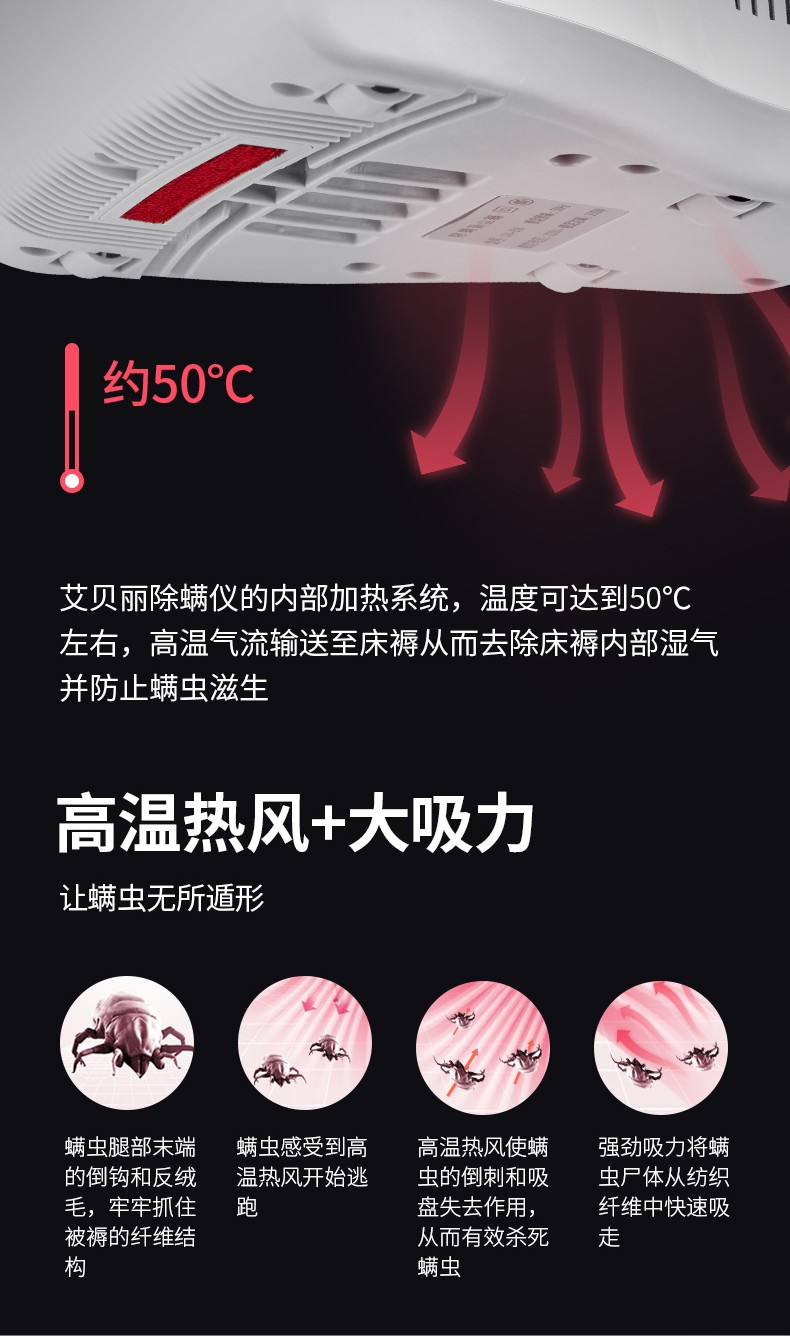 约50℃
艾贝丽除螨仪的内部加热系统，温度可达到50℃
左右，高温气流输送至床褥从而去除床褥内部湿气
并防止螨虫滋生
高温热风+大吸力
让螨虫无所遁形
螨虫腿部末端
的倒钩和反绒
毛，牢牢抓住
被褥的纤维结
构
螨虫感受到高
温热风开始逃
跑
高温热风使螨
虫的倒刺和吸
盘失去作用，
从而有效杀死
螨虫
强劲吸力将螨
虫尸体从纺织
纤维中快速吸
走